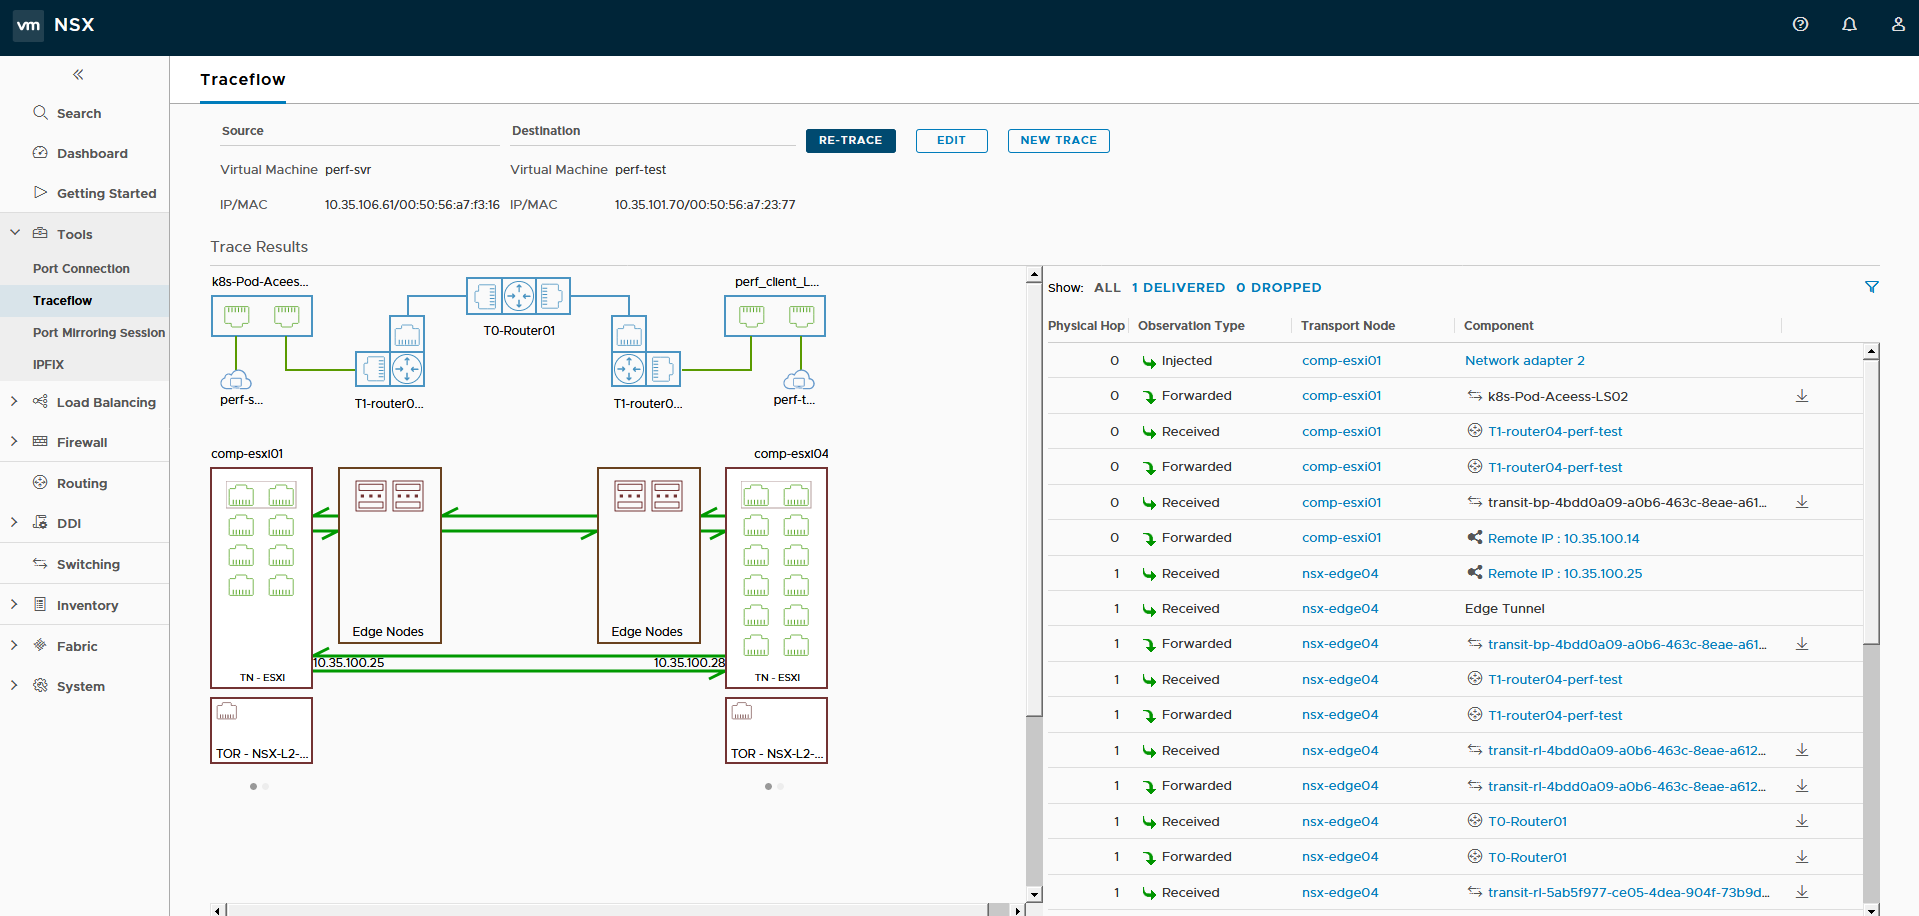 vm NSX
Traceflow
Search
Dashboard
Getting Started
Tools
Port Connection
Traceflow
Port Mirroring Session
IPFIX
Load Balancing
Firewall
Routing
DDI
Switching
Inventory
Fabric
System
Source
Destination
RE-TRACE
EDIT
NEW TRACE
Virtual Machine perf-svr
Virtual Machine perf-test
IP/MAC 10.35.106.61/00:50:56:a7:f3:16
IP/MAC 10.35.101.70/00:50:56:a7:23:77
Trace Results
k8s-Pod-Acees...
T0-Router01
perf_client_L...
perf-s...
T1-router0...
T1-router0...
perf-t...
comp-esxi01
comp-esxi04
Edge Nodes
Edge Nodes
10.35.100.25
10.35.100.28
TN - ESXI
TN - ESXI
TOR - NSX-L2-...
TOR - NSX-L2-...
Show: ALL 1 DELIVERED 0 DROPPED
Physical Hop Observation Type Transport Node Component
0 Injected comp-esxi01 Network adapter 2
0 Forwarded comp-esxi01 k8s-Pod-Aceess-LS02
0 Received comp-esxi01 T1-router04-perf-test
0 Forwarded comp-esxi01 T1-router04-perf-test
0 Received comp-esxi01 transit-bp-4bdd0a09-a0b6-463c-8eae-a61...
0 Forwarded comp-esxi01 Remote IP : 10.35.100.14
1 Received nsx-edge04 Remote IP : 10.35.100.25
1 Received nsx-edge04 Edge Tunnel
1 Forwarded nsx-edge04 transit-bp-4bdd0a09-a0b6-463c-8eae-a61...
1 Received nsx-edge04 T1-router04-perf-test
1 Forwarded nsx-edge04 T1-router04-perf-test
1 Received nsx-edge04 transit-rl-4bdd0a09-a0b6-463c-8eae-a612...
1 Forwarded nsx-edge04 transit-rl-4bdd0a09-a0b6-463c-8eae-a612...
1 Received nsx-edge04 T0-Router01
1 Forwarded nsx-edge04 T0-Router01
1 Received nsx-edge04 transit-rl-5ab5f977-ce05-4dea-904f-73b9d...